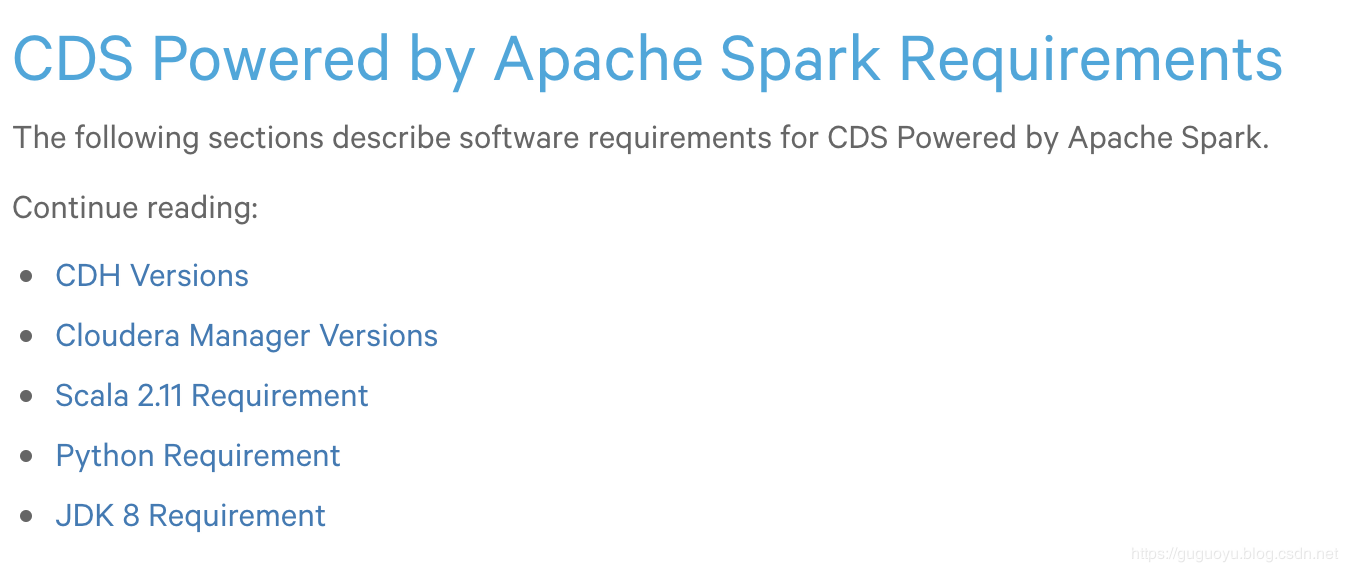 CDS Powered by Apache Spark Requirements
The following sections describe software requirements for CDS Powered by Apache Spark.
Continue reading:
CDH Versions
Cloudera Manager Versions
Scala 2.11 Requirement
Python Requirement
JDK 8 Requirement
https://guguoyu.blog.csdn.net